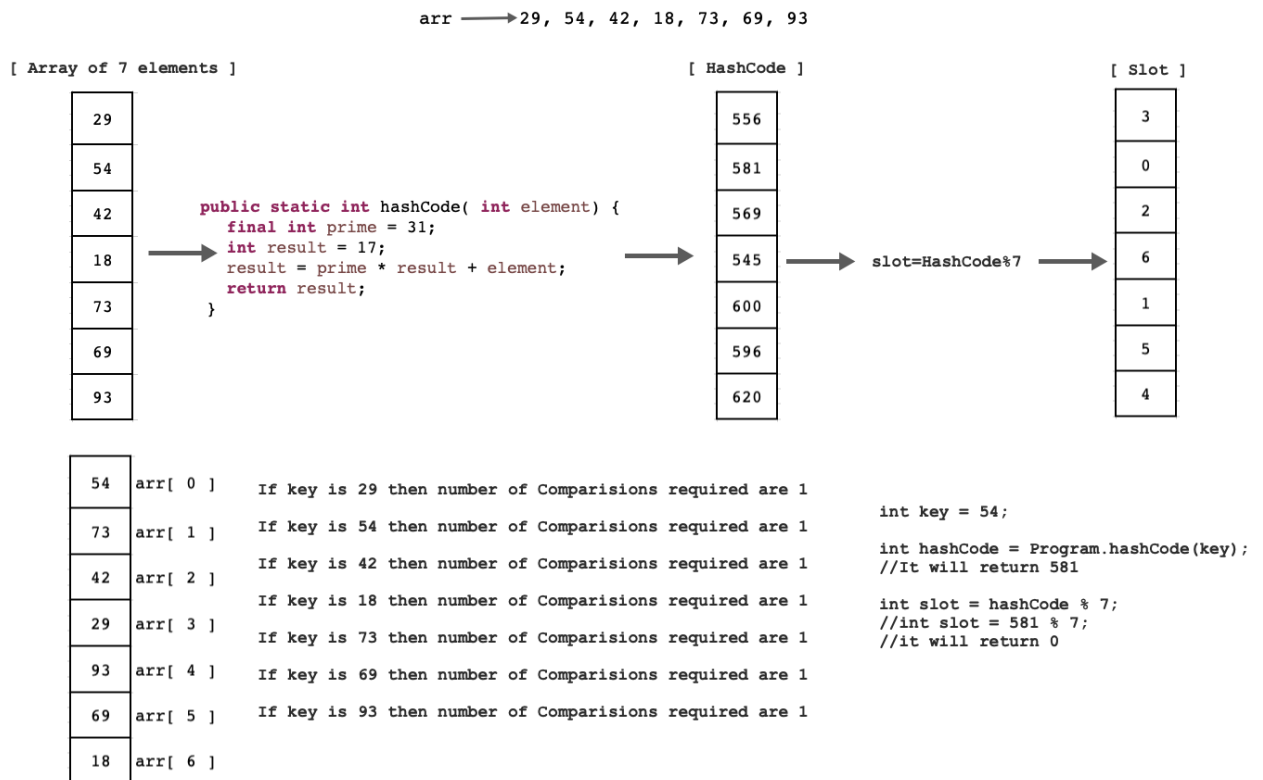 arr 29, 54, 42, 18, 73, 69, 93
[ Array of 7 elements ]
29
54
42
18
73
69
93
public static int hashCode( int element) {
final int prime = 31;
int result = 17;
result = prime * result + element;
return result;
}
[ HashCode ]
556
581
569
545
600
596
620
slot=HashCode%7
[ Slot ]
3
0
2
6
1
5
4
54 arr[ 0 ]
73 arr[ 1 ]
42 arr[ 2 ]
29 arr[ 3 ]
93 arr[ 4 ]
69 arr[ 5 ]
18 arr[ 6 ]
If key is 29 then number of Comparisions required are 1
If key is 54 then number of Comparisions required are 1
If key is 42 then number of Comparisions required are 1
If key is 18 then number of Comparisions required are 1
If key is 73 then number of Comparisions required are 1
If key is 69 then number of Comparisions required are 1
If key is 93 then number of Comparisions required are 1
int key = 54;
int hashCode = Program.hashCode(key);
//It will return 581
int slot = hashCode % 7;
//int slot = 581 % 7;
//it will return 0